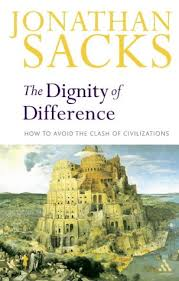 JONATHAN
SACKS
The Dignity of
Difference
HOW TO AVOID THE CLASH OF CIVILIZATIONS